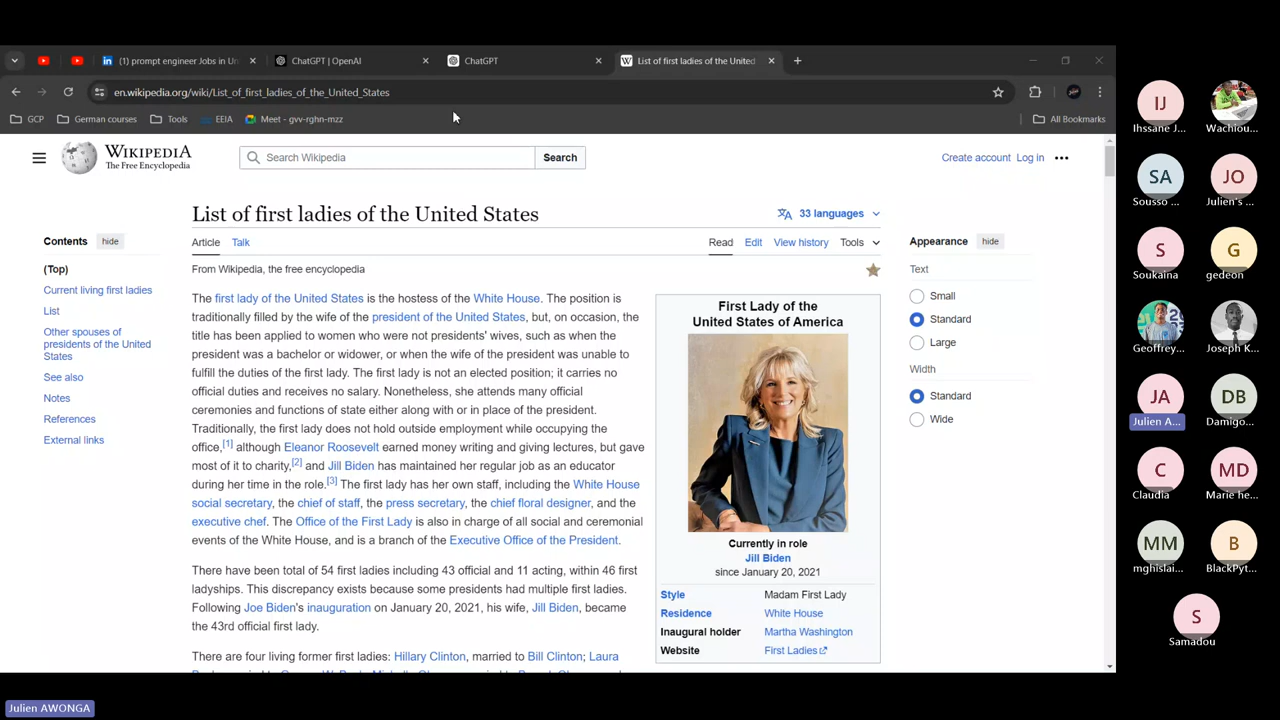 (1) prompt engineer Jobs in Un
ChatGPT | OpenAI
ChatGPT
List of first ladies of the United
en.wikipedia.org/wiki/List_of_first_ladies_of_the_United_States
GCP
German courses
Tools
EEIA
Meet - gvv-rghn-mzz
All Bookmarks
WIKIPEDIA
The Free Encyclopedia
Search Wikipedia
Search
Create account
Log in
List of first ladies of the United States
33 languages
Contents
hide
(Top)
Current living first ladies
List
Other spouses of
presidents of the United
States
See also
Notes
References
External links
Article
Talk
Read
Edit
View history
Tools
From Wikipedia, the free encyclopedia
The first lady of the United States is the hostess of the White House. The position is
traditionally filled by the wife of the president of the United States, but, on occasion, the
title has been applied to women who were not presidents' wives, such as when the
president was a bachelor or widower, or when the wife of the president was unable to
fulfill the duties of the first lady. The first lady is not an elected position; it carries no
official duties and receives no salary. Nonetheless, she attends many official
ceremonies and functions of state either along with or in place of the president.
Traditionally, the first lady does not hold outside employment while occupying the
office,[1] although Eleanor Roosevelt earned money writing and giving lectures, but gave
most of it to charity,[2] and Jill Biden has maintained her regular job as an educator
during her time in the role.[3] The first lady has her own staff, including the White House
social secretary, the chief of staff, the press secretary, the chief floral designer, and the
executive chef. The Office of the First Lady is also in charge of all social and ceremonial
events of the White House, and is a branch of the Executive Office of the President.
There have been total of 54 first ladies including 43 official and 11 acting, within 46 first
ladyships. This discrepancy exists because some presidents had multiple first ladies.
Following Joe Biden's inauguration on January 20, 2021, his wife, Jill Biden, became
the 43rd official first lady.
There are four living former first ladies: Hillary Clinton, married to Bill Clinton; Laura
First Lady of the
United States of America
Currently in role
Jill Biden
since January 20, 2021
Style Madam First Lady
Residence White House
Inaugural holder Martha Washington
Website First Ladies
Appearance
hide
Text
Small
Standard
Large
Width
Standard
Wide
IJ
Ihssane J...
Wachiou...
SA
Sousso ...
JO
Julien's ...
S
Soukaina
G
gedeon
Geoffrey...
Joseph K...
JA
Julien A...
DB
Damigo...
C
Claudia
MD
Marie he...
MM
mghislai...
B
BlackPyt...
S
Samadou
Julien AWONGA